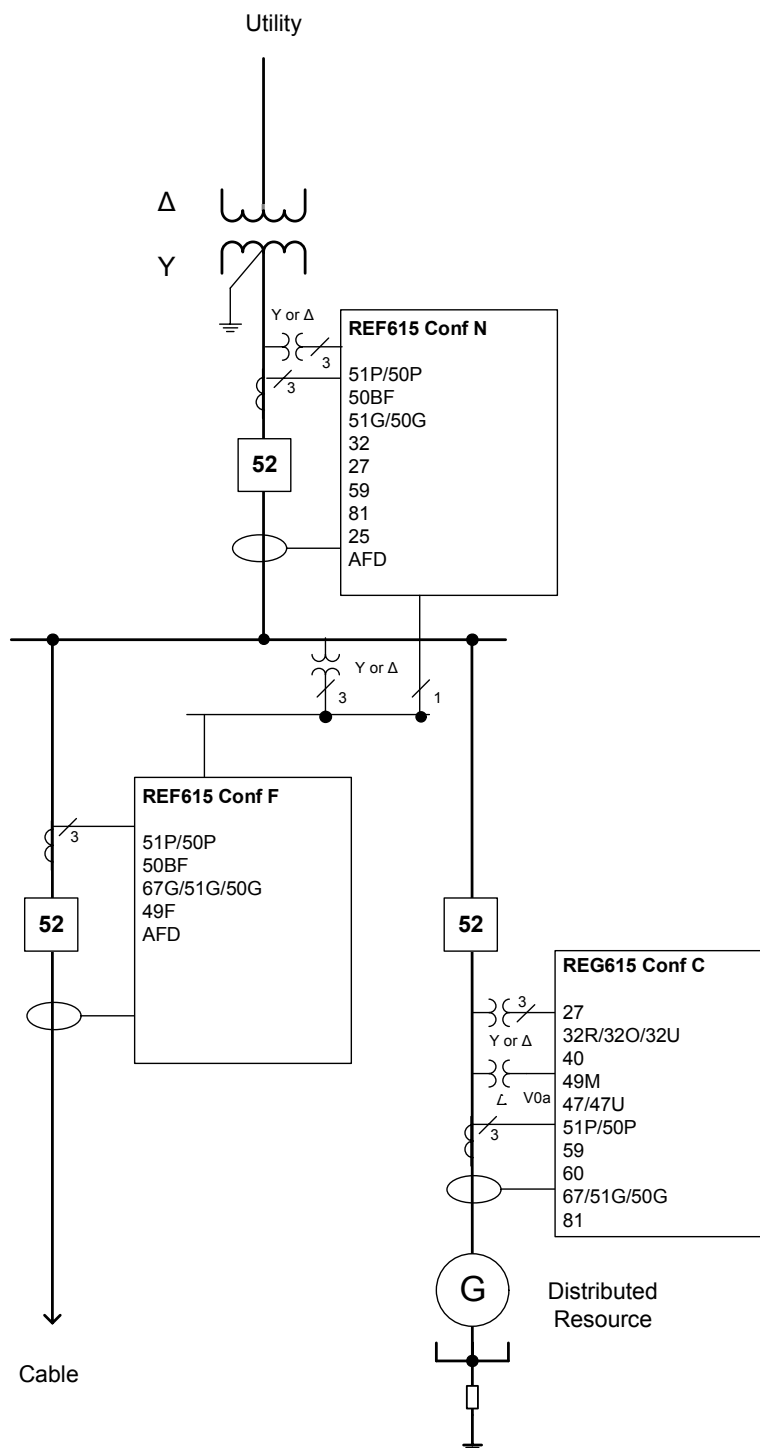 Utility
Δ
Y
Y or Δ
3
3
REF615 Conf N
51P/50P
50BF
51G/50G
32
27
59
81
25
AFD
52
Y or Δ
3
1
REF615 Conf F
51P/50P
50BF
67G/51G/50G
49F
AFD
3
52
52
REG615 Conf C
27
32R/32O/32U
40
49M
47/47U
51P/50P
59
60
67/51G/50G
81
3
Y or Δ
V0a
3
G
Distributed
Resource
Cable